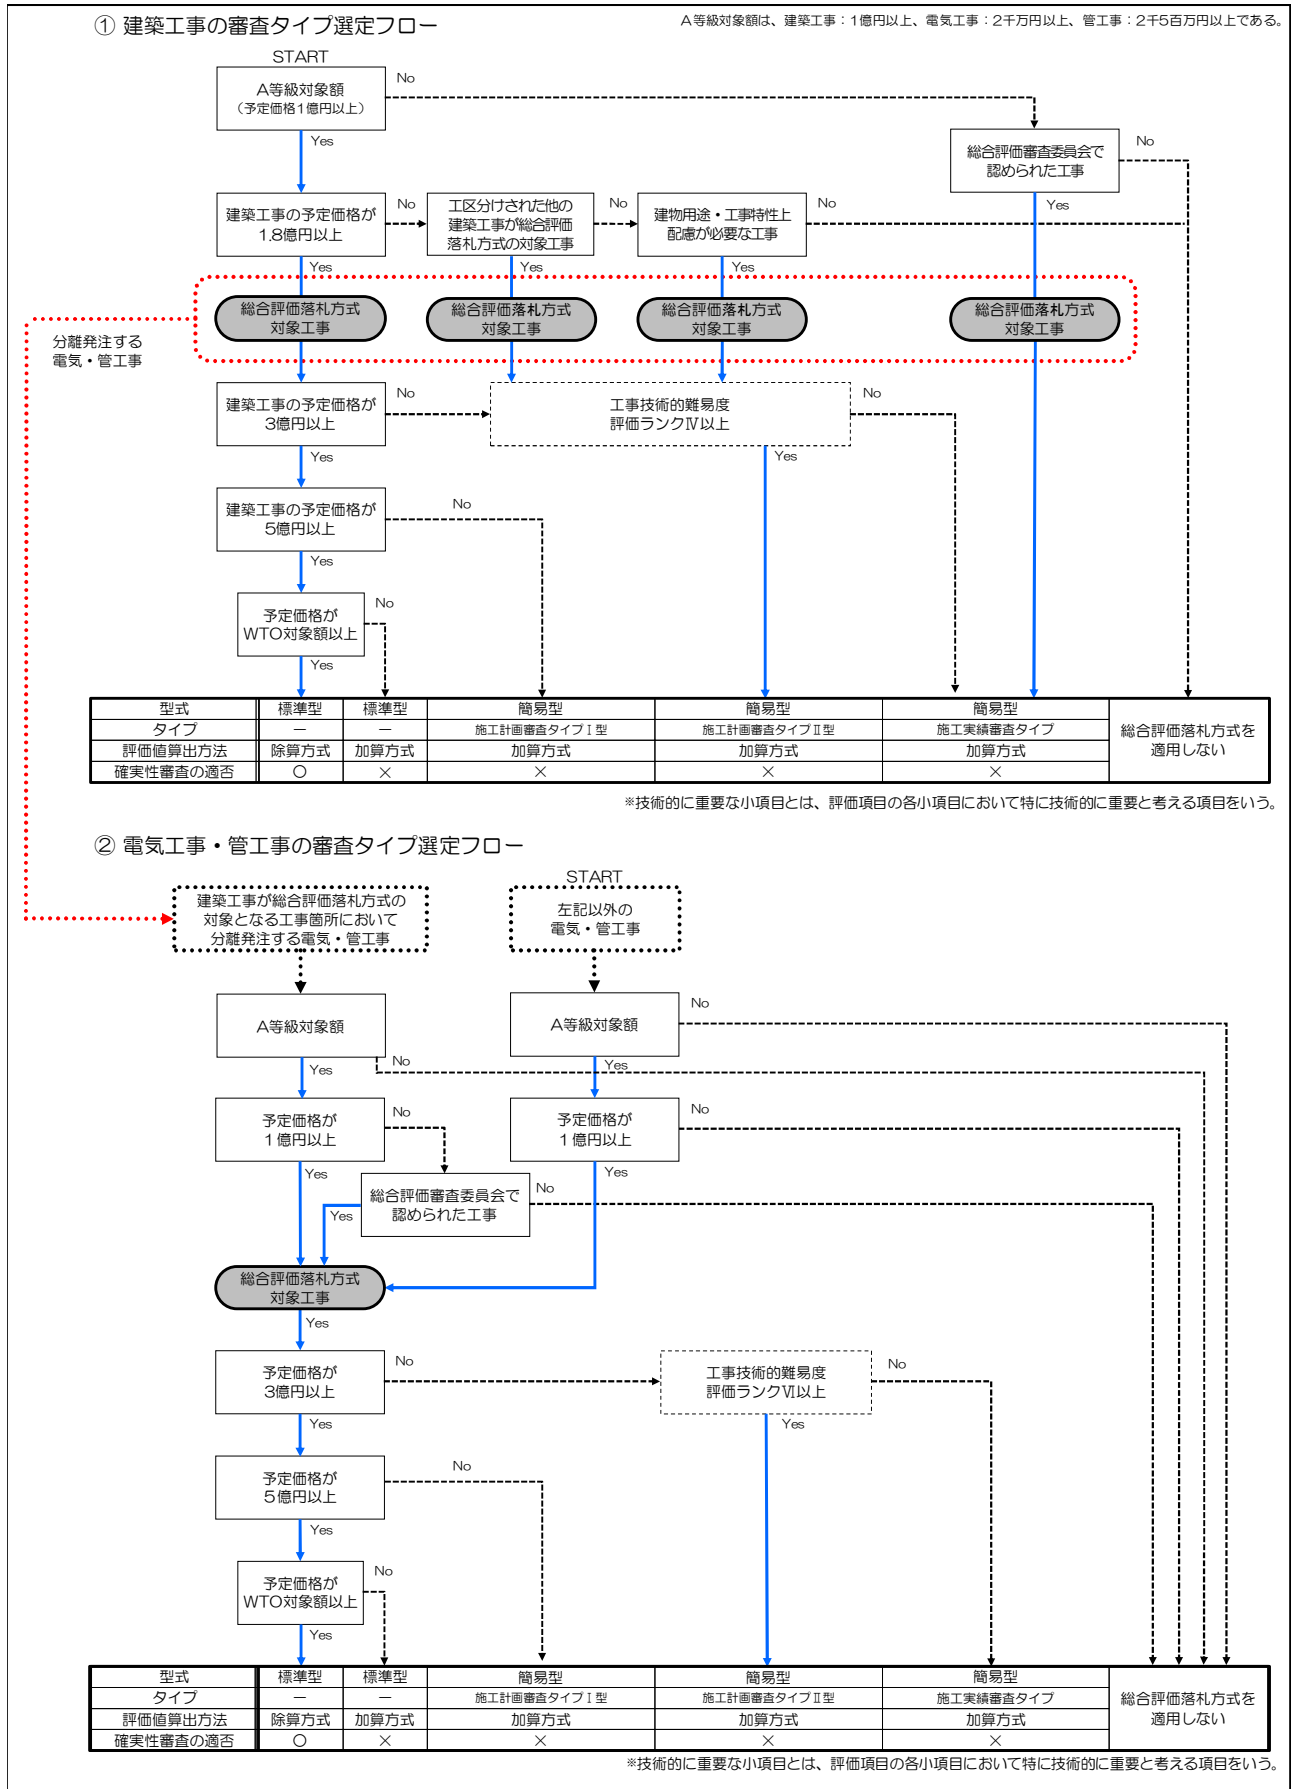 ① 建築工事の審査タイプ選定フロー
A等級対象額は、建築工事：1億円以上、電気工事：2千万円以上、管工事：2千5百万円以上である。
START
A等級対象額
（予定価格1億円以上）
No
Yes
総合評価審査委員会で
認められた工事
No
Yes
建築工事の予定価格が
1.8億円以上
No
Yes
工区分けされた他の
建築工事が総合評価
落札方式の対象工事
No
Yes
建物用途・工事特性上
配慮が必要な工事
No
Yes
総合評価落札方式
対象工事
総合評価落札方式
対象工事
総合評価落札方式
対象工事
総合評価落札方式
対象工事
分離発注する
電気・管工事
建築工事の予定価格が
3億円以上
No
Yes
工事技術的難易度
評価ランクⅣ以上
No
Yes
建築工事の予定価格が
5億円以上
No
Yes
予定価格が
WTO対象額以上
No
Yes
型式 標準型 標準型 簡易型 簡易型 簡易型
タイプ － － 施工計画審査タイプⅠ型 施工計画審査タイプⅡ型 施工実績審査タイプ
評価値算出方法 除算方式 加算方式 加算方式 加算方式 加算方式
確実性審査の適否 ○ × × × ×
総合評価落札方式を
適用しない
※技術的に重要な小項目とは、評価項目の各小項目において特に技術的に重要と考える項目をいう。
② 電気工事・管工事の審査タイプ選定フロー
建築工事が総合評価落札方式の
対象となる工事箇所において
分離発注する電気・管工事
START
左記以外の
電気・管工事
A等級対象額
Yes
No
A等級対象額
No
Yes
予定価格が
1億円以上
No
Yes
予定価格が
1億円以上
No
Yes
総合評価審査委員会で
認められた工事
No
Yes
総合評価落札方式
対象工事
Yes
予定価格が
3億円以上
No
Yes
工事技術的難易度
評価ランクⅥ以上
No
Yes
予定価格が
5億円以上
No
Yes
予定価格が
WTO対象額以上
No
Yes
型式 標準型 標準型 簡易型 簡易型 簡易型
タイプ － － 施工計画審査タイプⅠ型 施工計画審査タイプⅡ型 施工実績審査タイプ
評価値算出方法 除算方式 加算方式 加算方式 加算方式 加算方式
確実性審査の適否 ○ × × × ×
総合評価落札方式を
適用しない
※技術的に重要な小項目とは、評価項目の各小項目において特に技術的に重要と考える項目をいう。